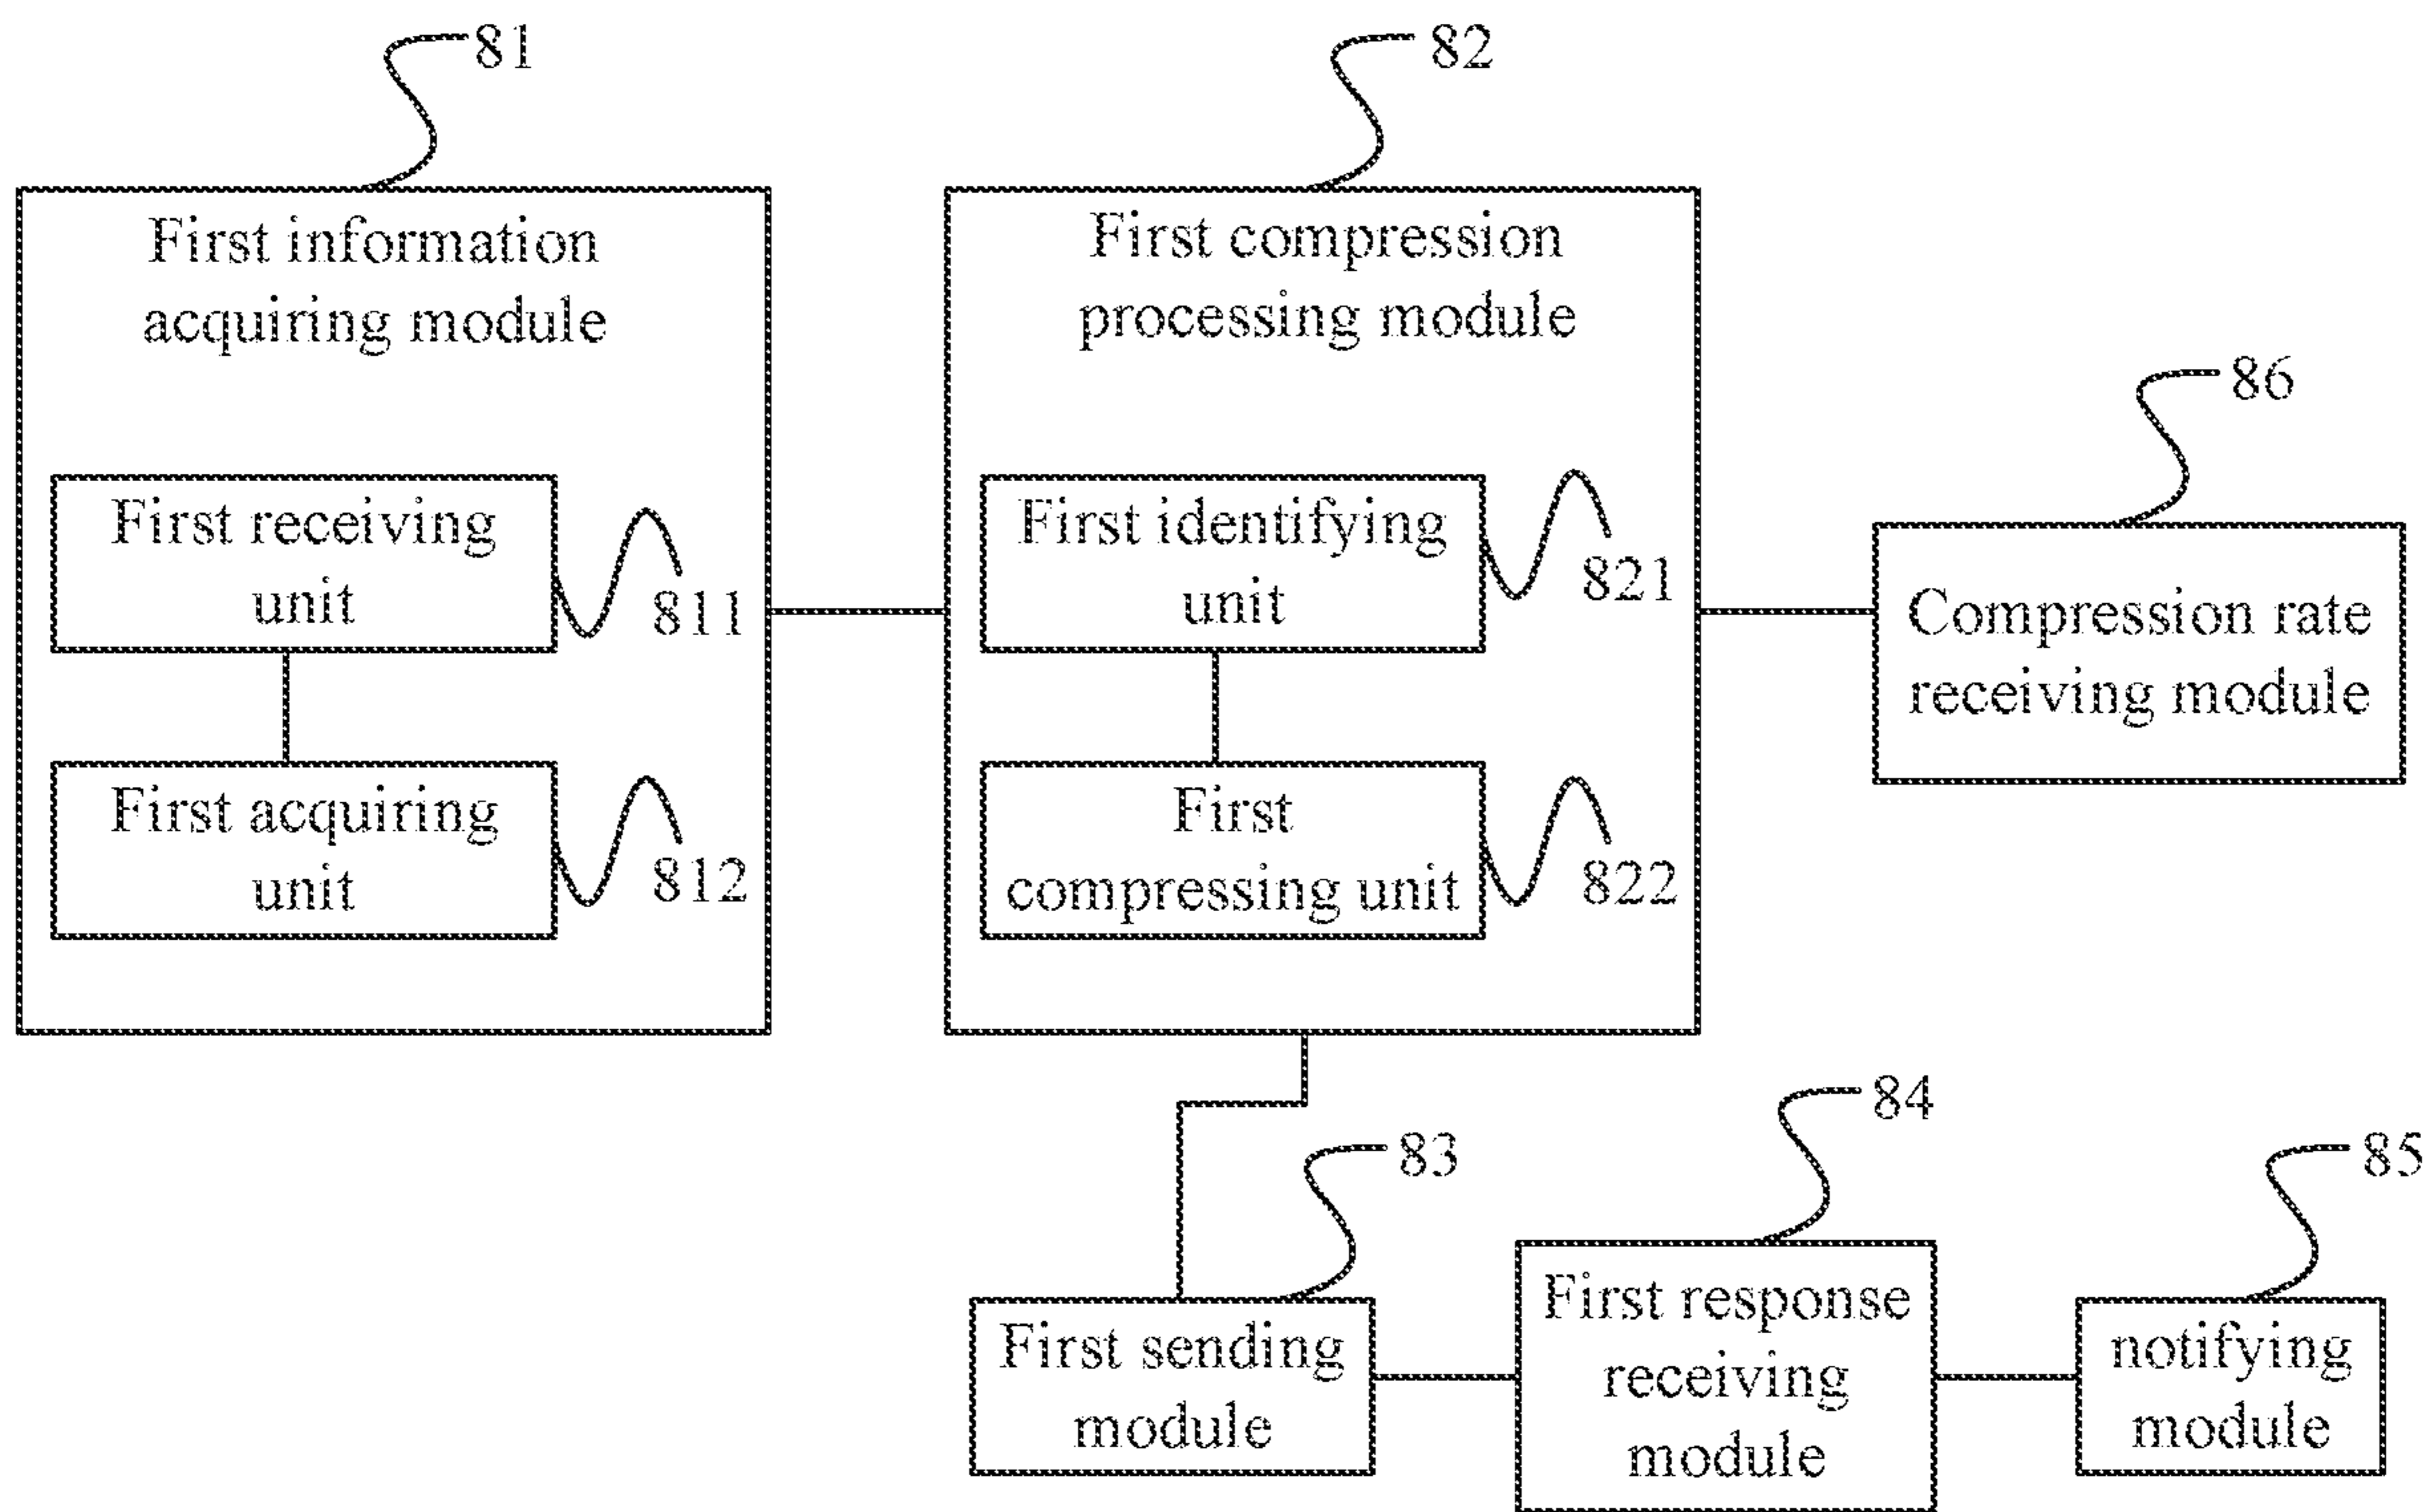 81
First information
acquiring module
First receiving
unit
811
First acquiring
unit
812
82
First compression
processing module
First identifying
unit
821
First
compressing unit
822
86
Compression rate
receiving module
83
First sending
module
84
First response
receiving
module
85
notifying
module